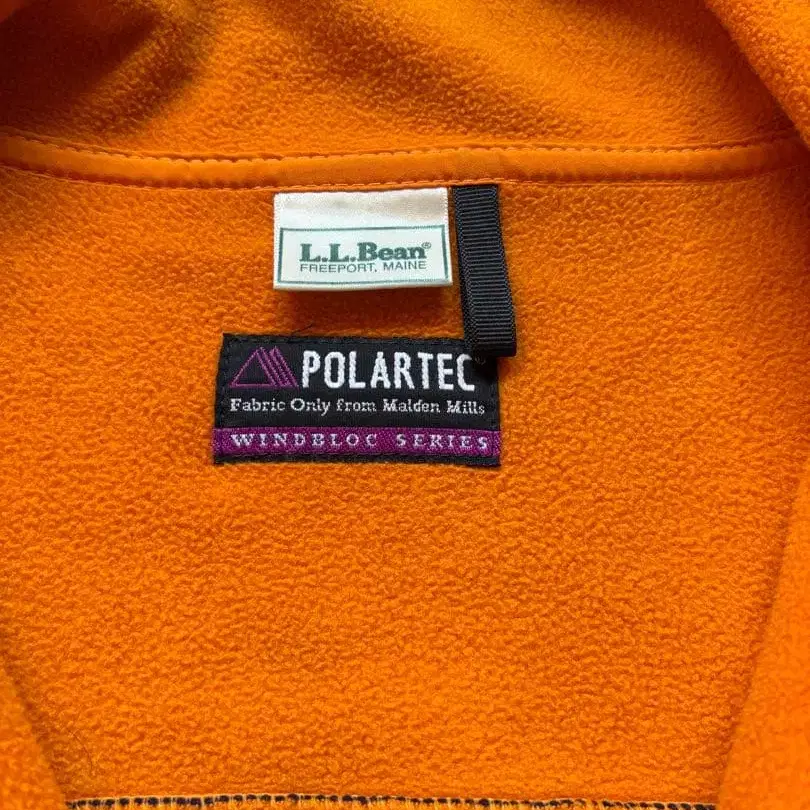 L.L.Bean®
FREEPORT, MAINE
POLARTEC®
Fabric Only from Malden Mills
WINDBLOC SERIES